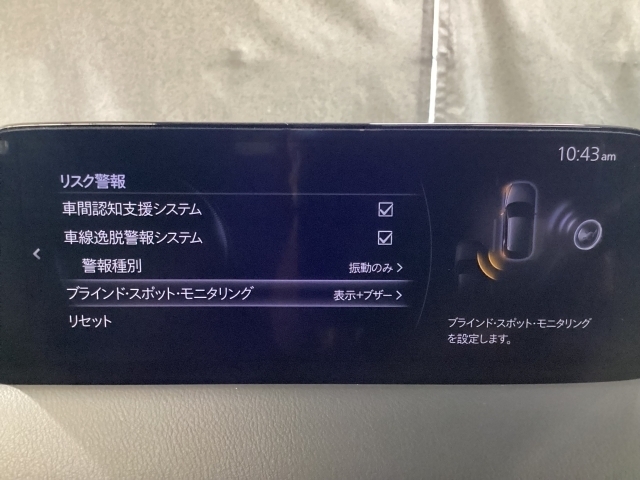 10:43am
リスク警報
車間認知支援システム
車線逸脱警報システム
警報種別 振動のみ
ブラインド・スポット・モニタリング 表示+ブザー
リセット
ブラインド・スポット・モニタリング
を設定します。